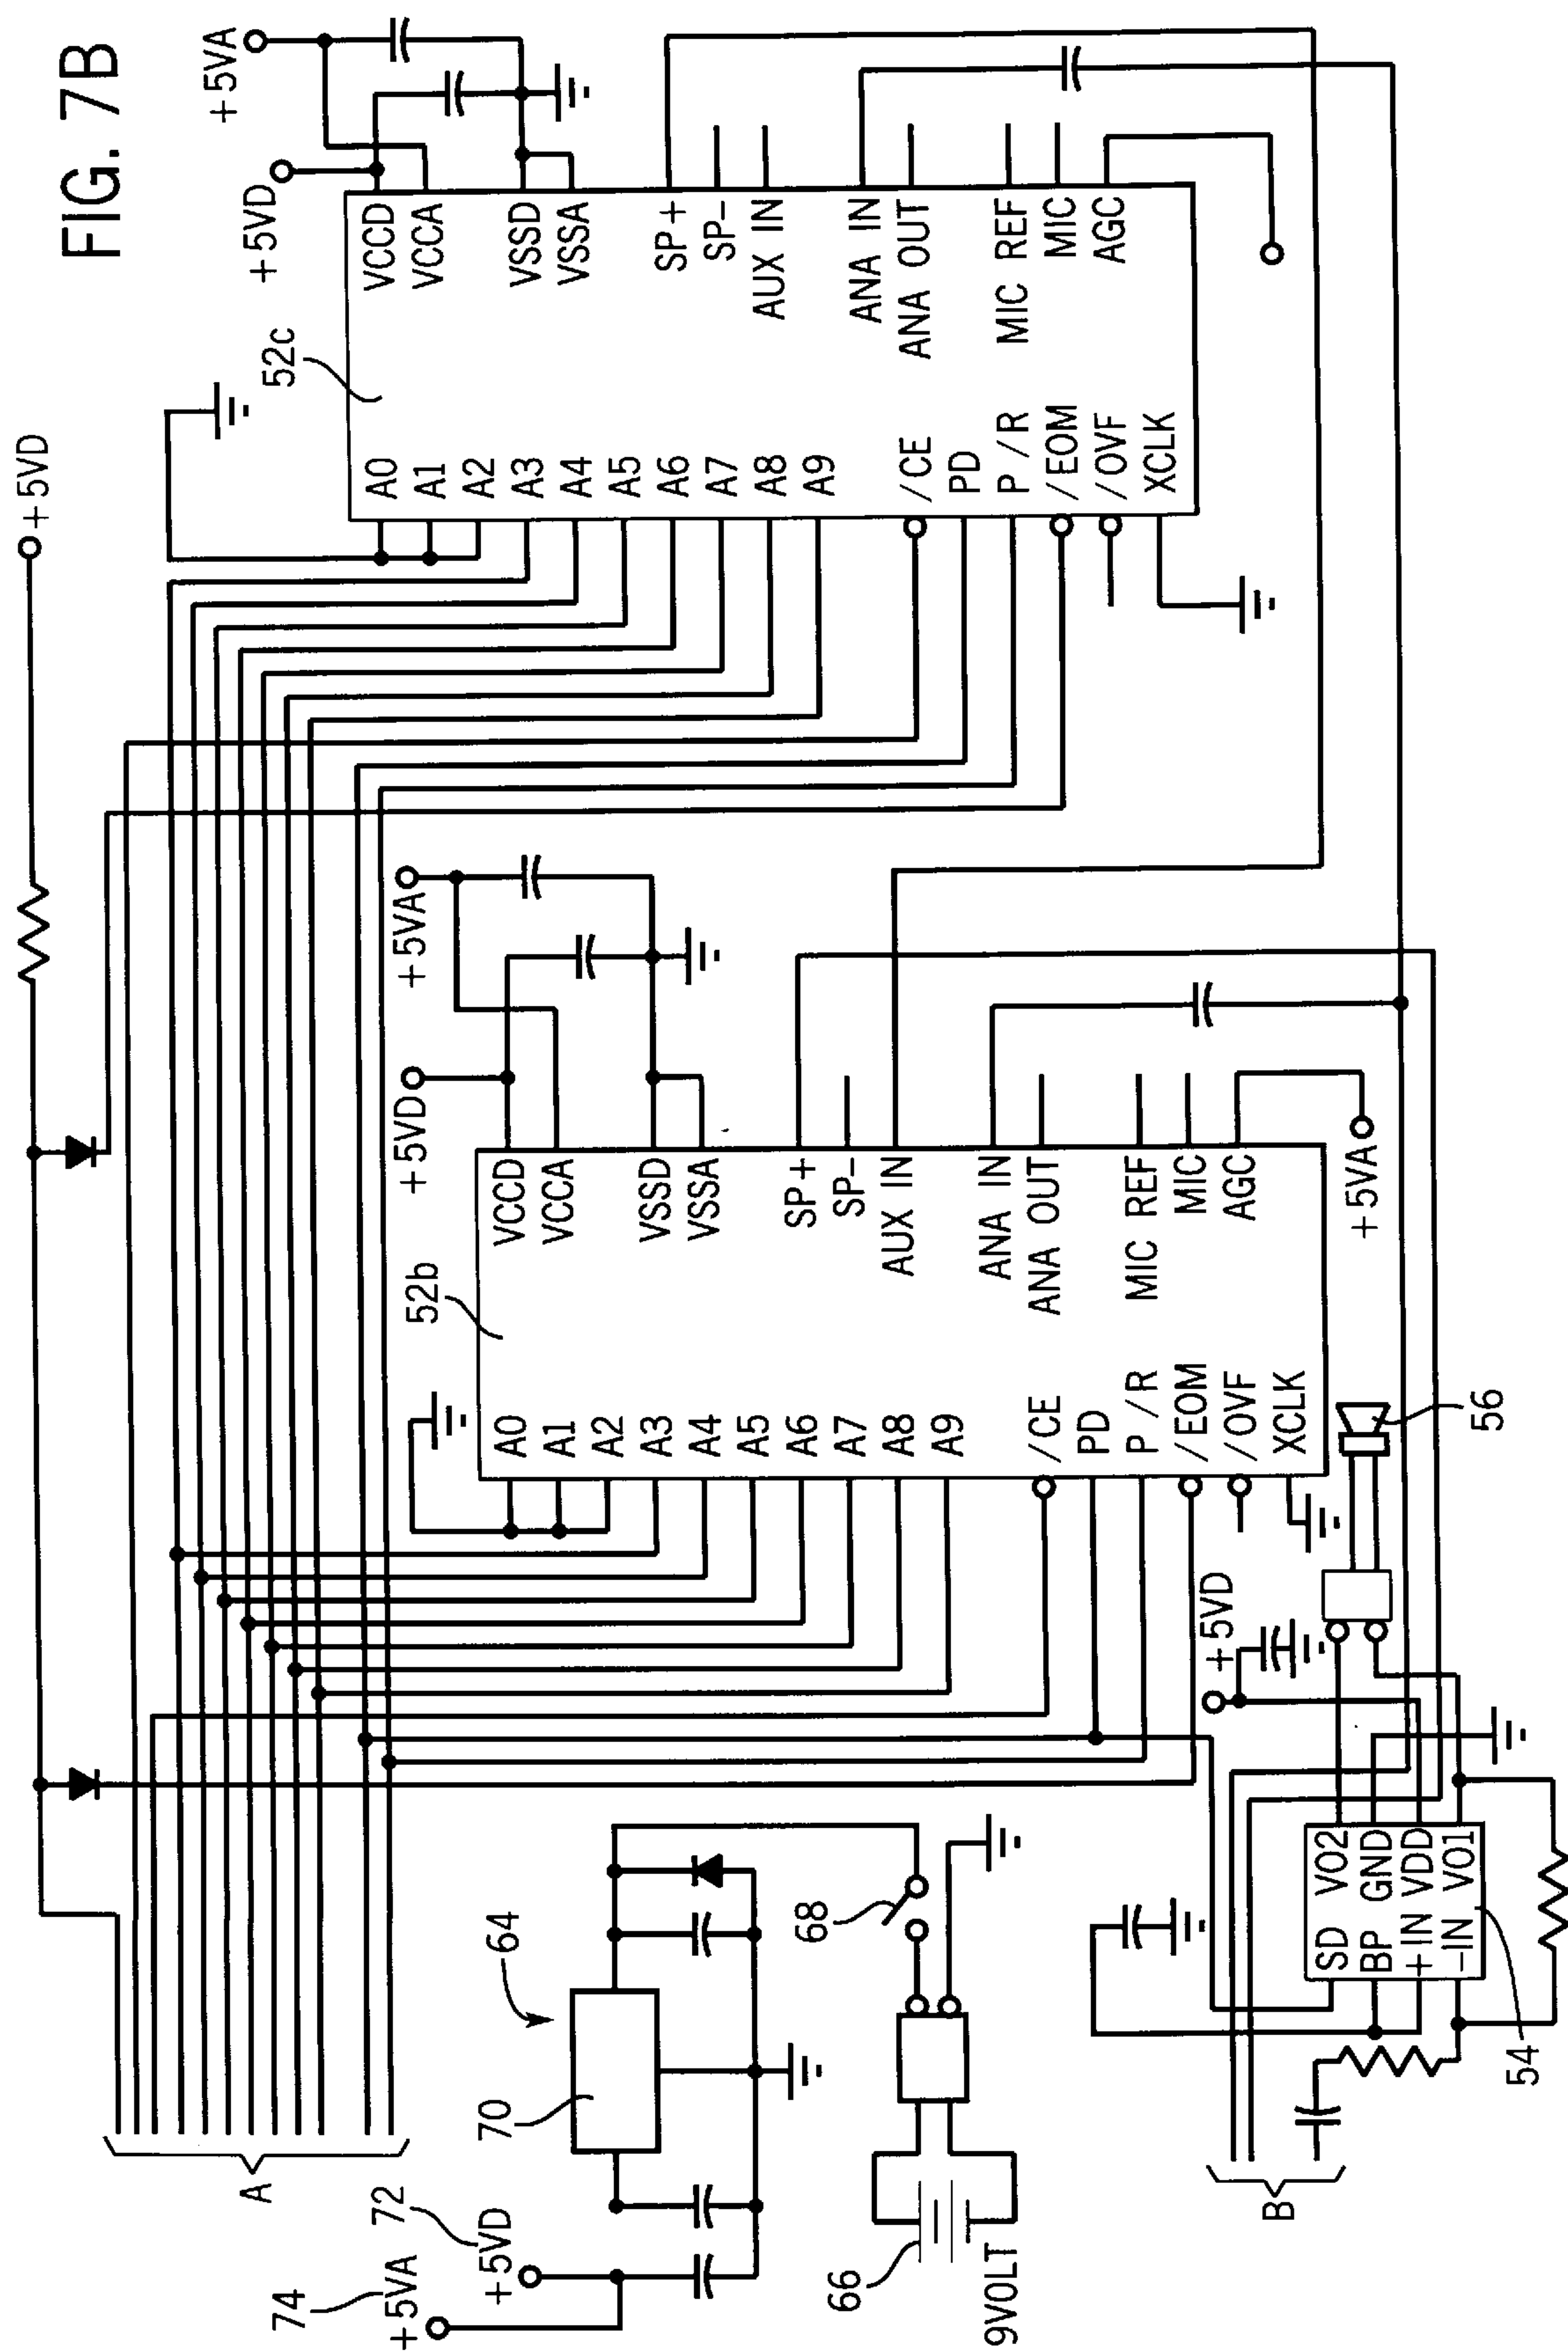 FIG. 7B
+5VD
+5VA
+5VD
52c
A0
A1
A2
A3
A4
A5
A6
A7
A8
A9
/CE
PD
P/R
/EOM
/OVF
XCLK
VCCD
VCCA
VSSD
VSSA
SP+
SP-
AUX IN
ANA IN
ANA OUT
MIC REF
MIC
AGC
+5VA
+5VD
52b
A0
A1
A2
A3
A4
A5
A6
A7
A8
A9
/CE
PD
P/R
/EOM
/OVF
XCLK
VCCD
VCCA
VSSD
VSSA
SP+
SP-
AUX IN
ANA IN
ANA OUT
MIC REF
MIC
AGC
+5VA
A
64
70
72
+5VD
74
+5VA
68
66
9VOLT
+5VD
56
SD VO2
BP GND
+IN VDD
-IN VO1
54
B